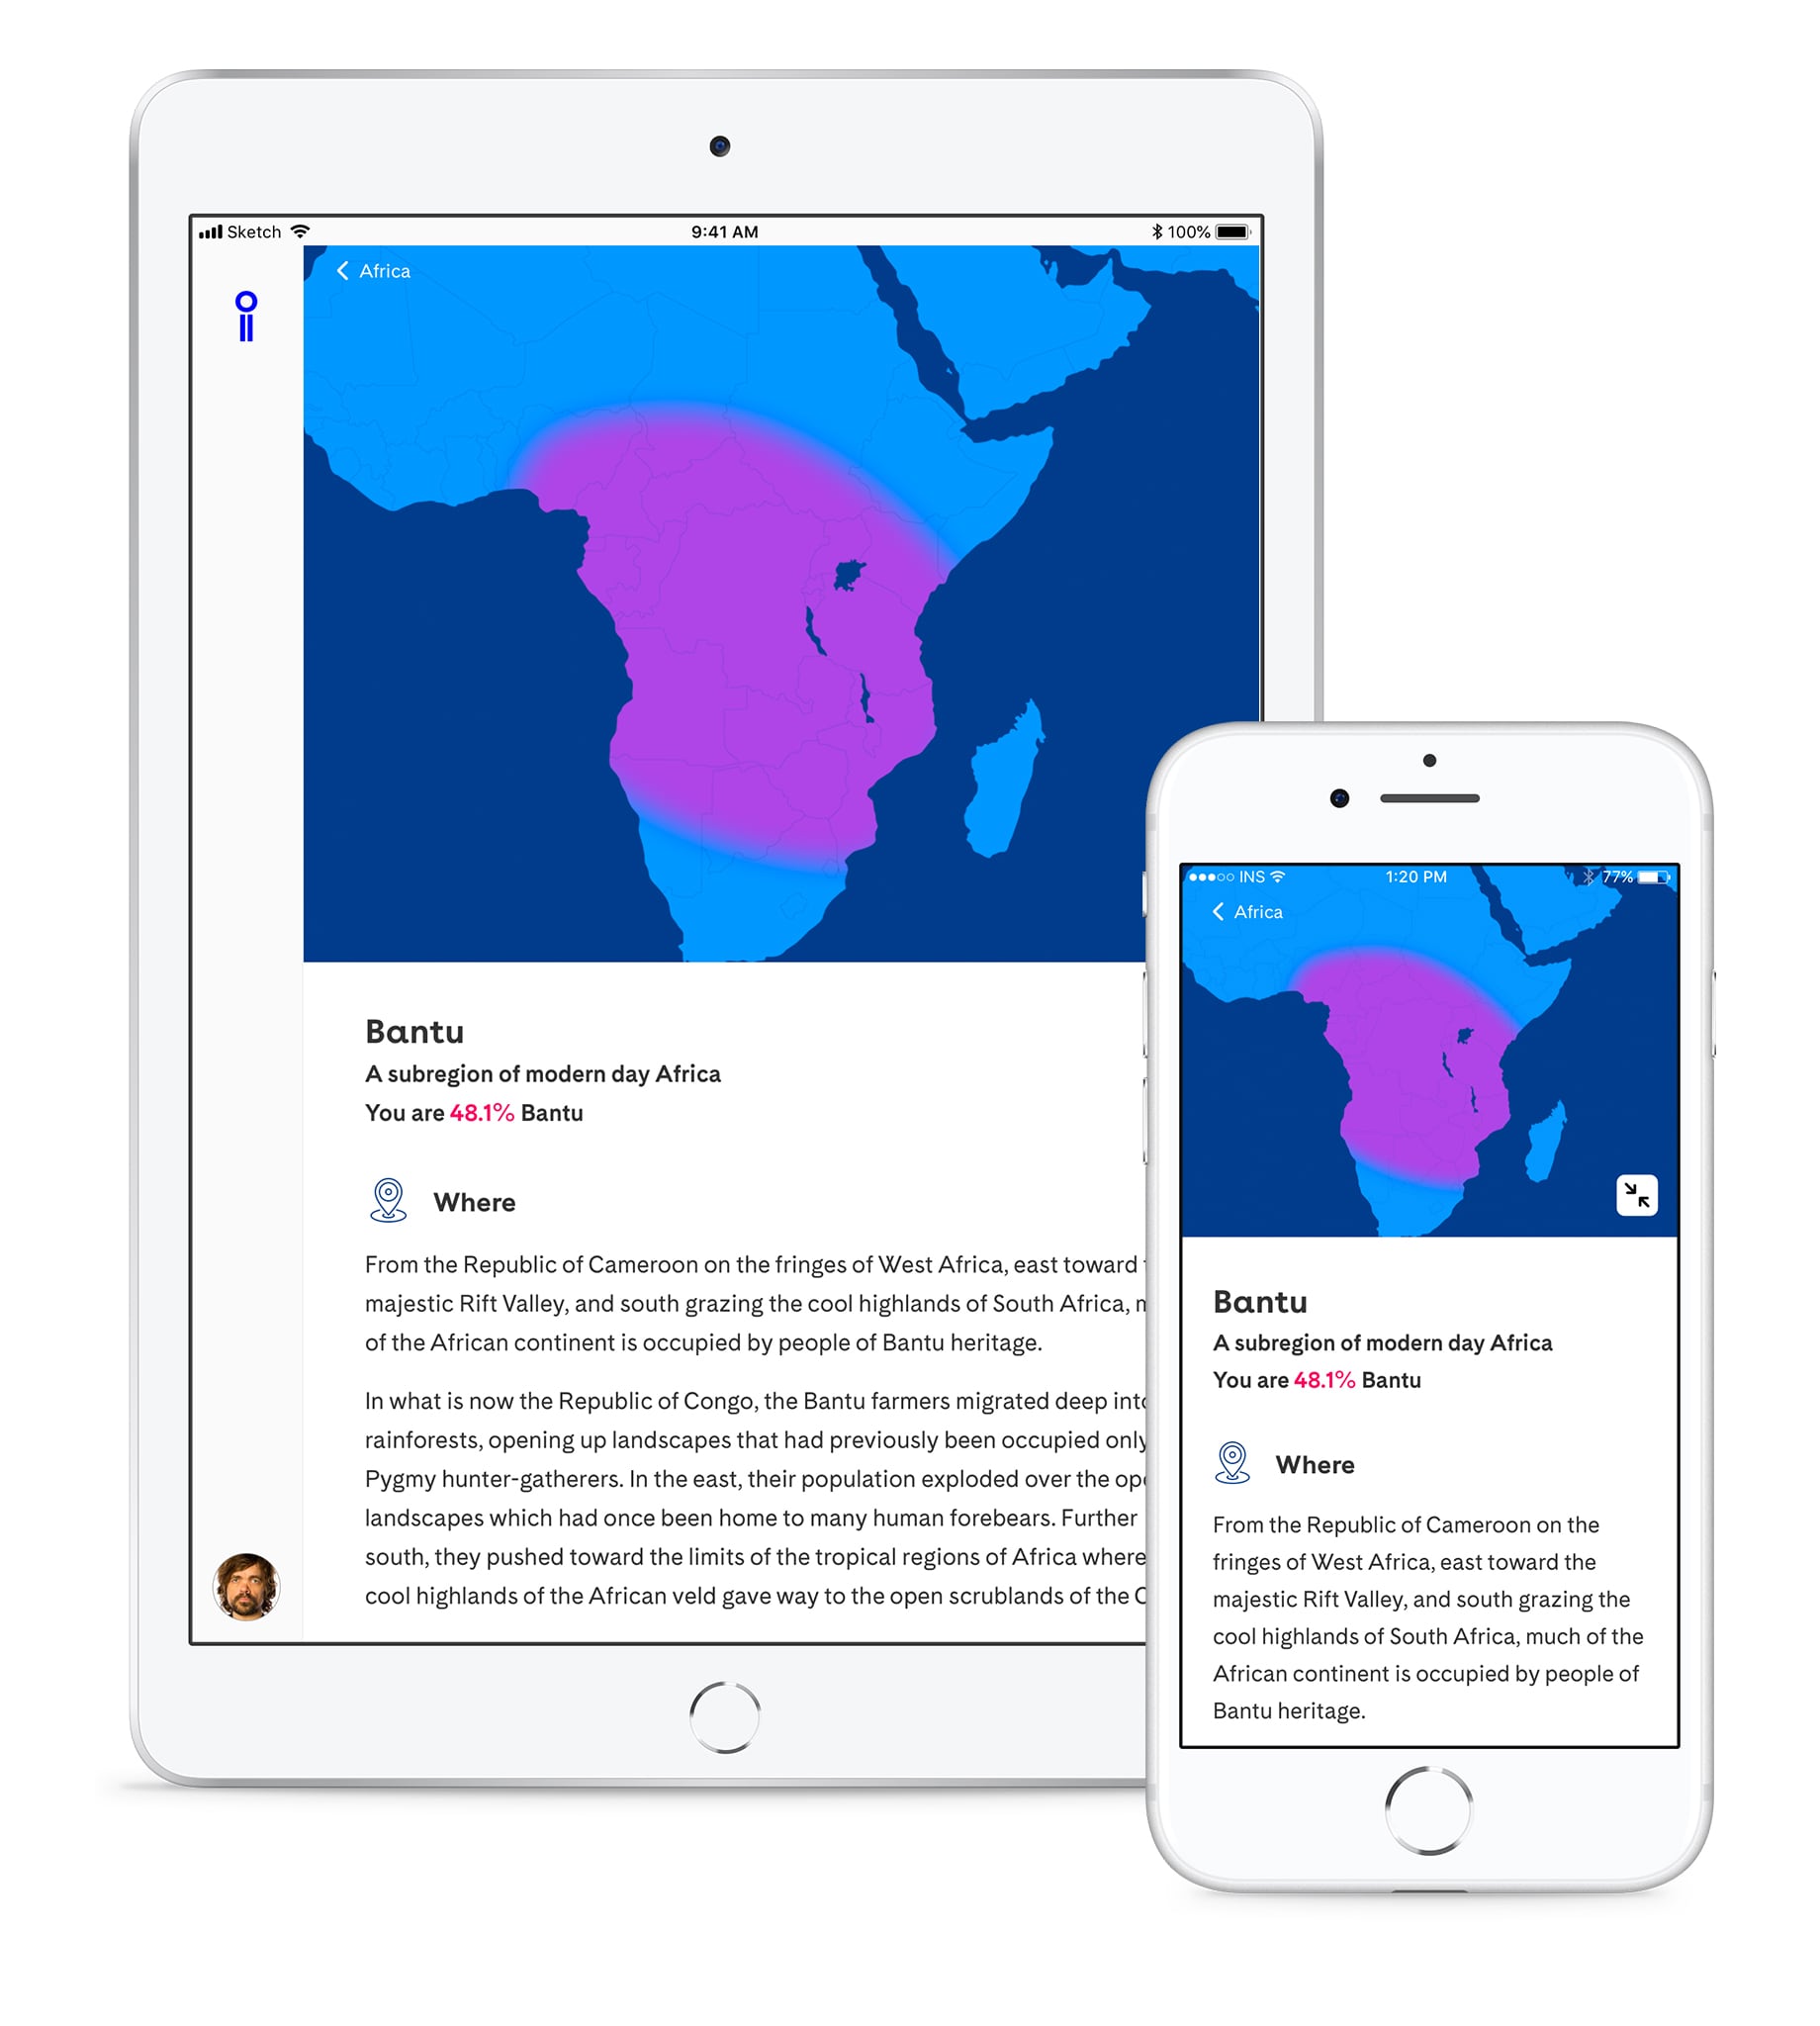 Sketch
9:41 AM
100%
Africa
Bantu
A subregion of modern day Africa
You are 48.1% Bantu
Where
From the Republic of Cameroon on the fringes of West Africa, east toward
majestic Rift Valley, and south grazing the cool highlands of South Africa,
of the African continent is occupied by people of Bantu heritage.
In what is now the Republic of Congo, the Bantu farmers migrated deep into
rainforests, opening up landscapes that had previously been occupied only
Pygmy hunter-gatherers. In the east, their population exploded over the
landscapes which had once been home to many human forebears. Further
south, they pushed toward the limits of the tropical regions of Africa where
cool highlands of the African veld gave way to the open scrublands of the
INS
1:20 PM
77%
Africa
Bantu
A subregion of modern day Africa
You are 48.1% Bantu
Where
From the Republic of Cameroon on the
fringes of West Africa, east toward the
majestic Rift Valley, and south grazing the
cool highlands of South Africa, much of the
African continent is occupied by people of
Bantu heritage.